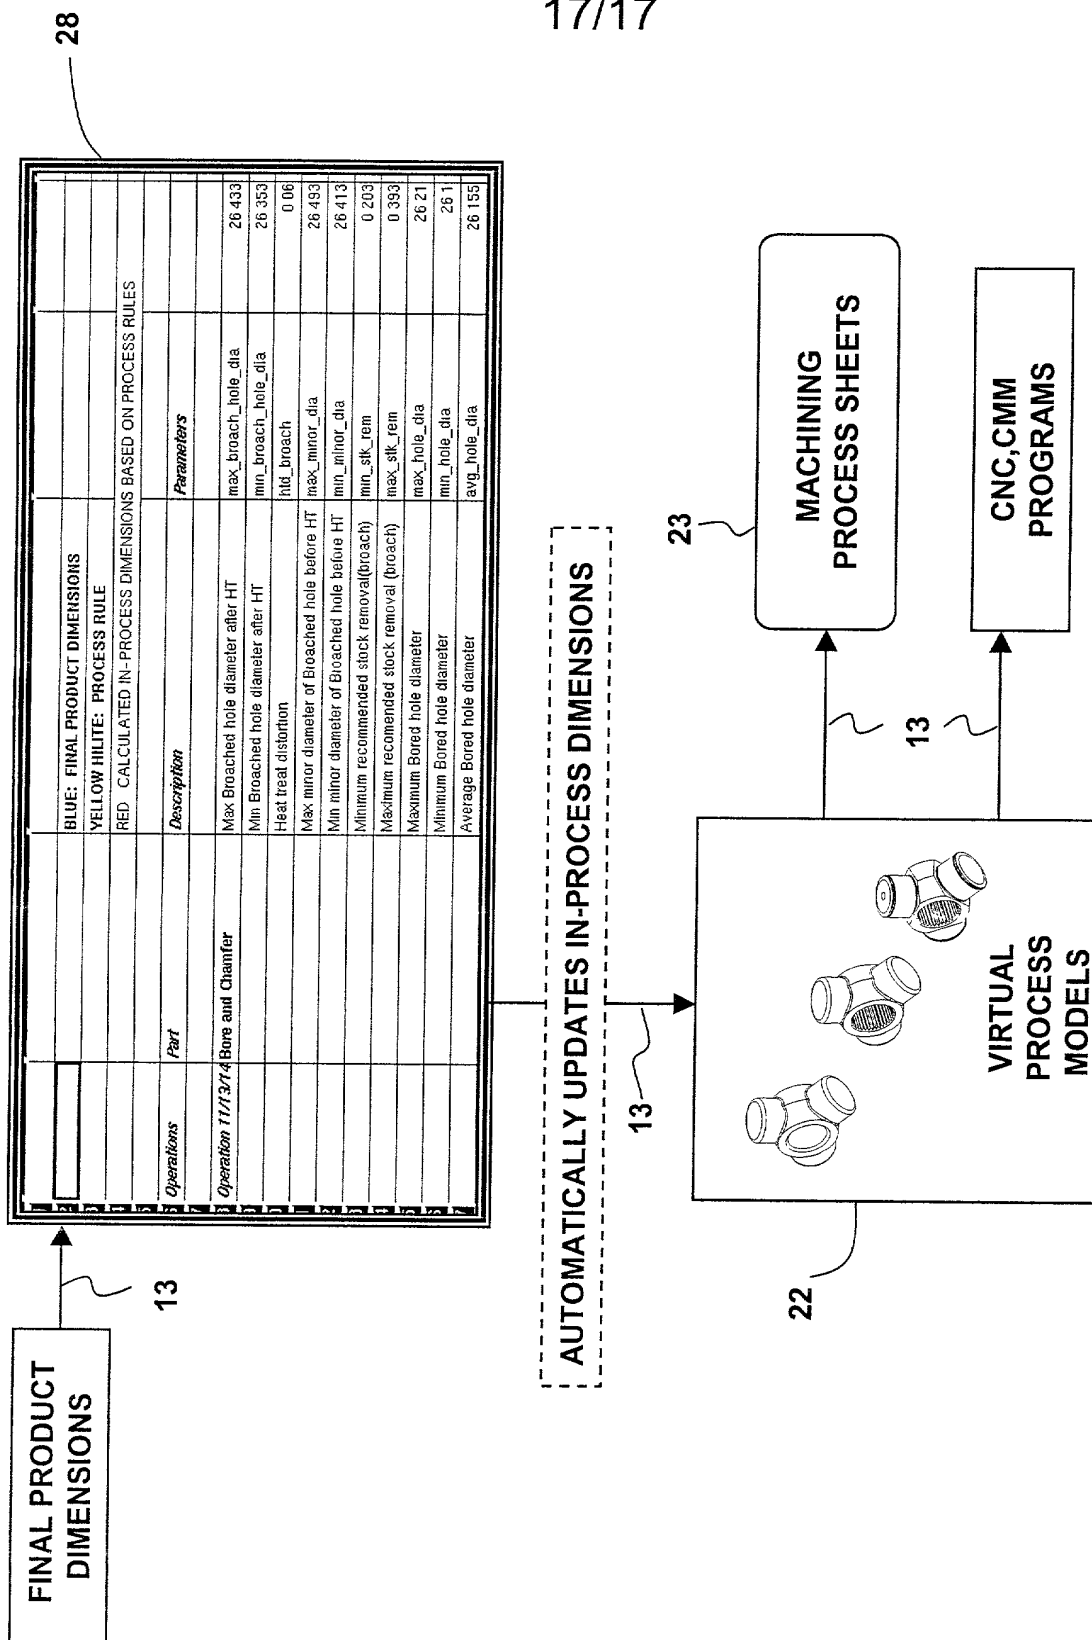 17/17
28
FINAL PRODUCT
DIMENSIONS
13
BLUE: FINAL PRODUCT DIMENSIONS
YELLOW HILITE: PROCESS RULE
RED CALCULATED IN-PROCESS DIMENSIONS BASED ON PROCESS RULES
Operations Part Description Parameters
Operation 11/13/14 Bore and Chamfer Max Broached hole diameter after HT max_broach_hole_dia 26 433
Min Broached hole diameter after HT min_broach_hole_dia 26 353
Heat treat distortion htd_broach 0 06
Max minor diameter of Broached hole before HT max_minor_dia 26 493
Min minor diameter of Broached hole before HT min_minor_dia 26 413
Minimum recommended stock removal(broach) min_stk_rem 0 203
Maximum recomended stock removal (broach) max_stk_rem 0 393
Maximum Bored hole diameter max_hole_dia 26 21
Minimum Bored hole diameter min_hole_dia 26 1
Average Bored hole diameter avg_hole_dia 26 155
AUTOMATICALLY UPDATES IN-PROCESS DIMENSIONS
13
22
VIRTUAL
PROCESS
MODELS
13
23
MACHINING
PROCESS SHEETS
CNC,CMM
PROGRAMS